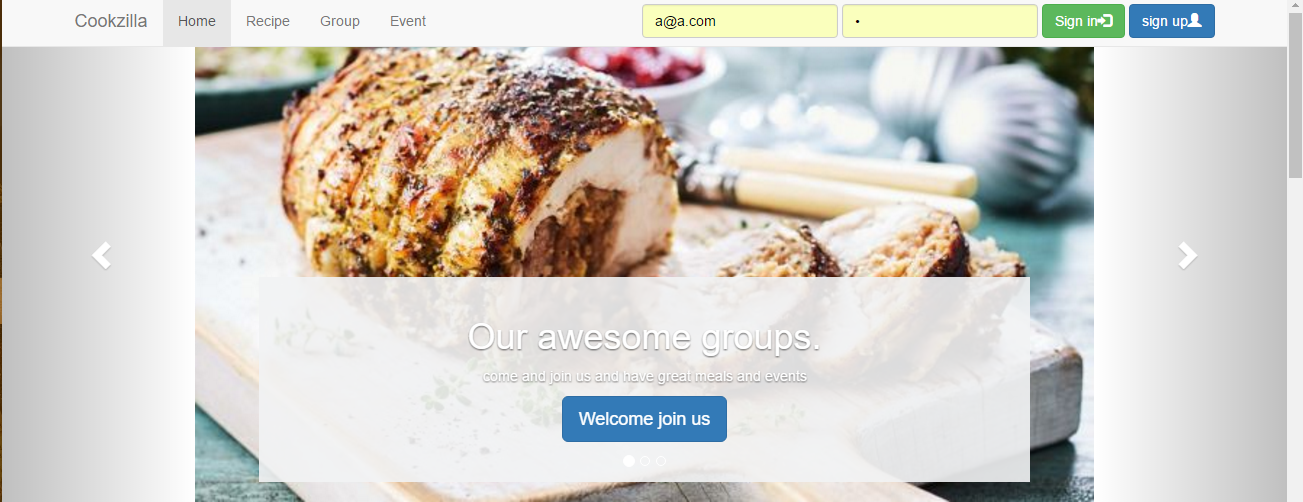 Cookzilla Home Recipe Group Event a@a.com • Sign in sign up
Our awesome groups.
come and join us and have great meals and events
Welcome join us